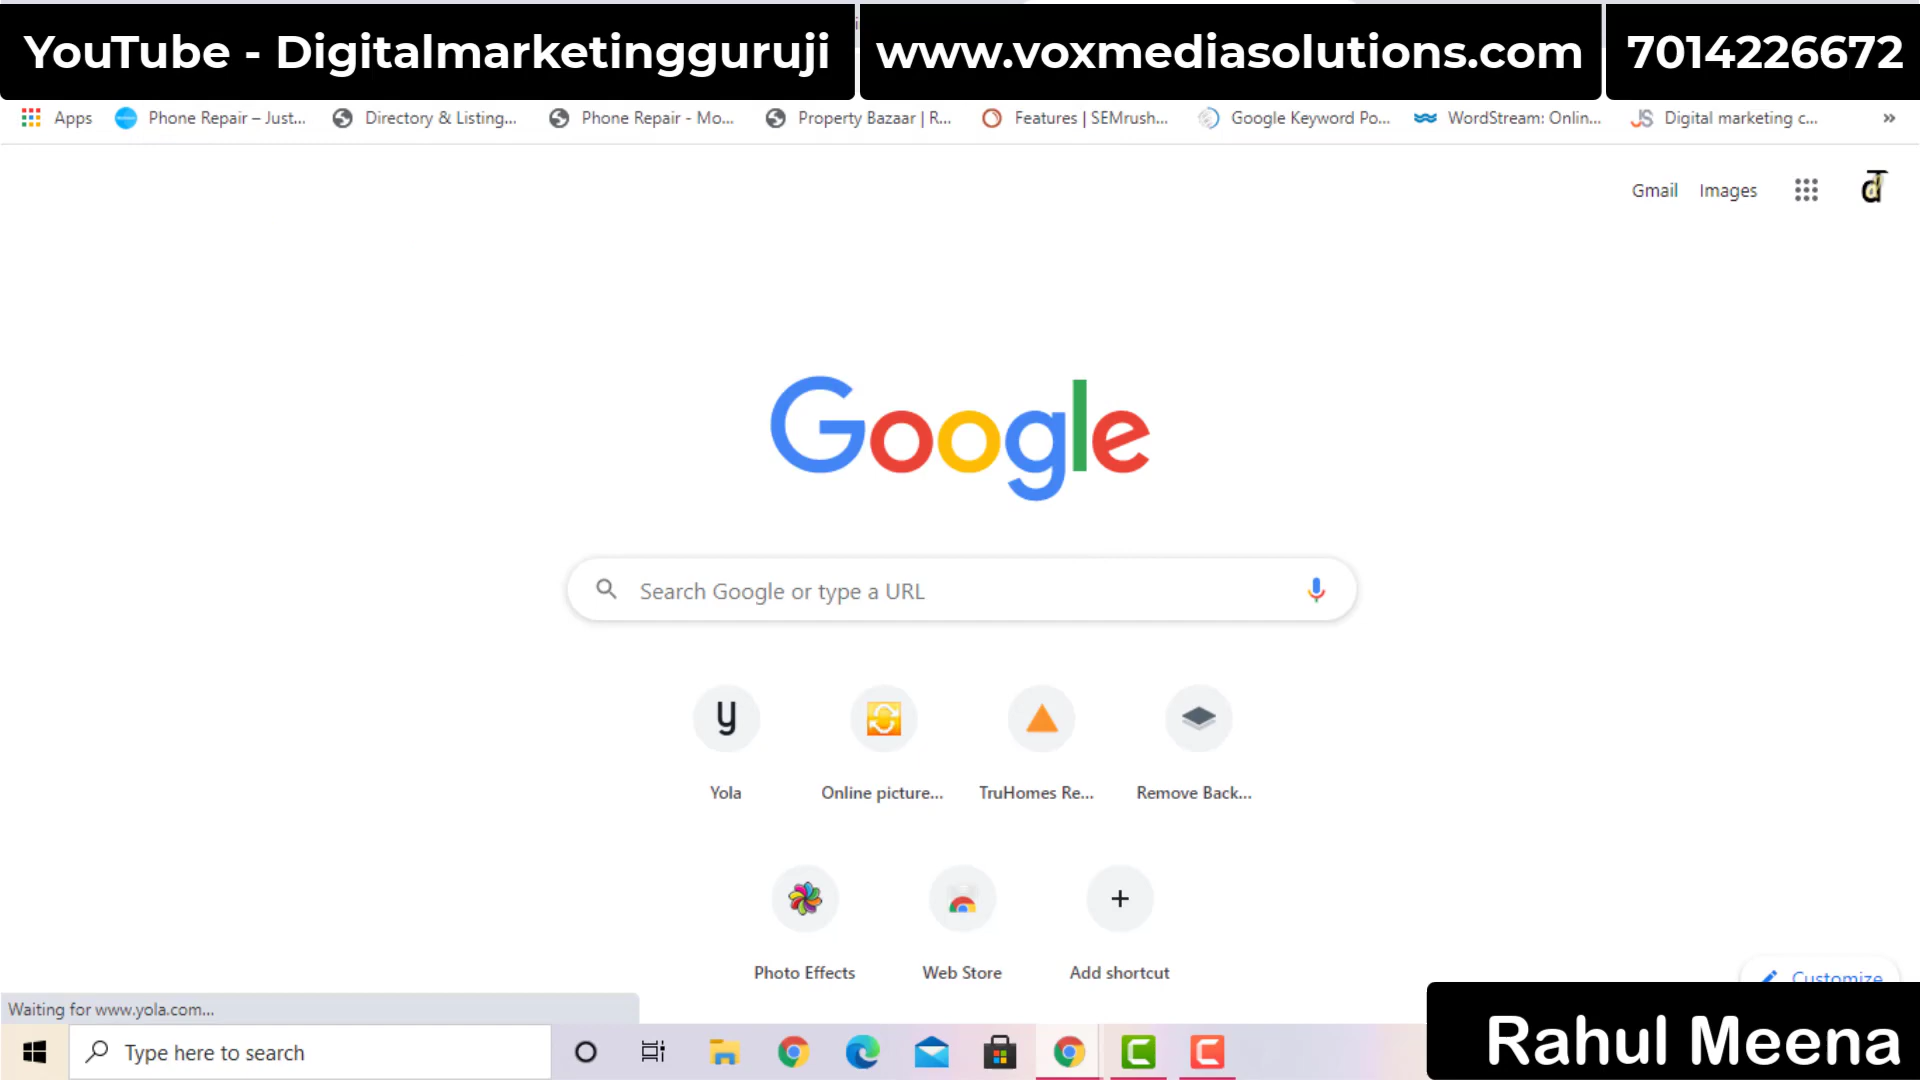 YouTube - Digitalmarketingguruji www.voxmediasolutions.com 7014226672
Apps Phone Repair – Just... Directory & Listing... Phone Repair - Mo... Property Bazaar | R... Features | SEMrush... Google Keyword Po... WordStream: Onlin... Digital marketing c... »
Gmail Images
Google
Search Google or type a URL
Yola Online picture... TruHomes Re... Remove Back...
Photo Effects Web Store Add shortcut
Customize
Waiting for www.yola.com...
Type here to search
Rahul Meena